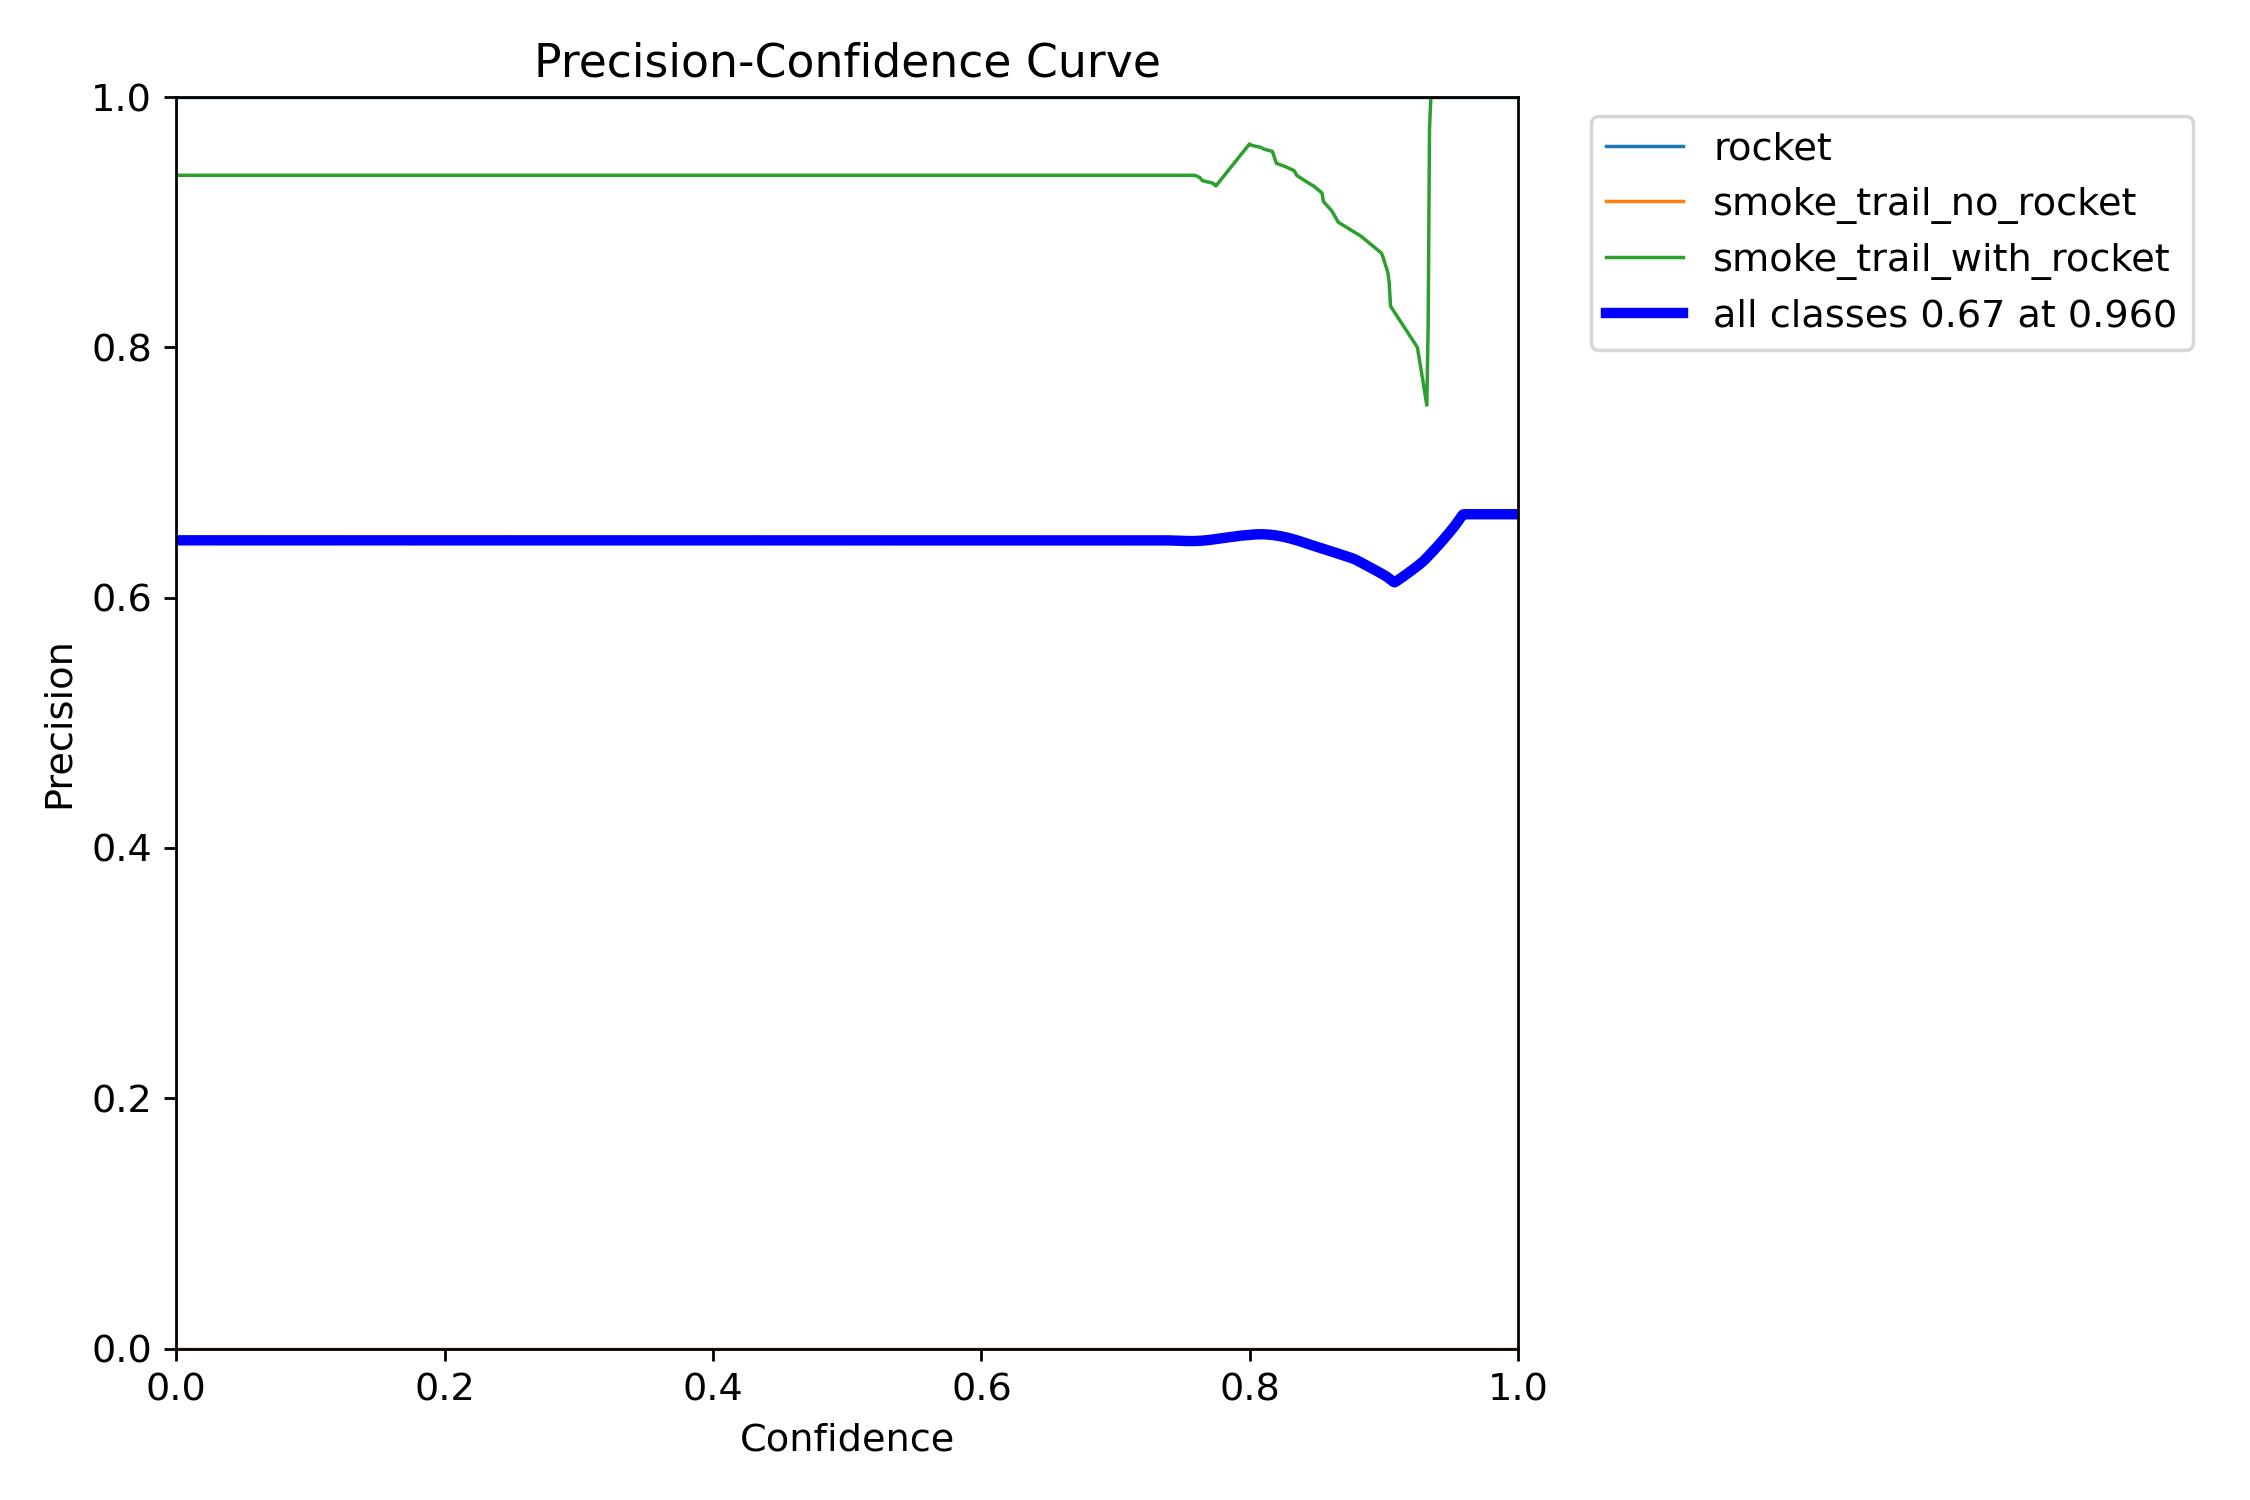 Precision-Confidence Curve
1.0
0.8
0.6
0.4
0.2
0.0
Precision
0.0 0.2 0.4 0.6 0.8 1.0
Confidence
rocket
smoke_trail_no_rocket
smoke_trail_with_rocket
all classes 0.67 at 0.960